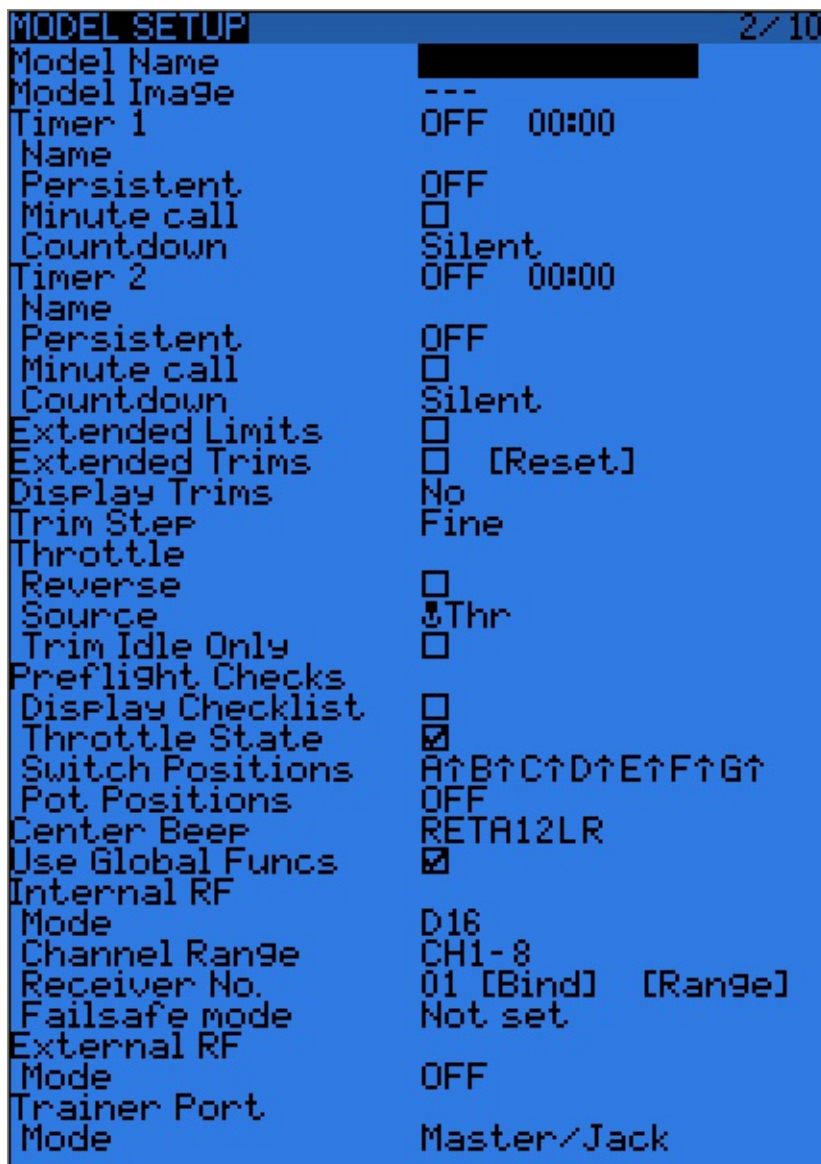 MODEL SETUP 2/10
Model Name
Model Image ---
Timer 1 OFF 00:00
Name
Persistent OFF
Minute call
Countdown Silent
Timer 2 OFF 00:00
Name
Persistent OFF
Minute call
Countdown Silent
Extended Limits
Extended Trims [Reset]
Display Trims No
Trim Step Fine
Throttle
Reverse
Source Thr
Trim Idle Only
Preflight Checks
Display Checklist
Throttle State
Switch Positions A↑B↑C↑D↑E↑F↑G↑
Pot Positions OFF
Center Beep RETA12LR
Use Global Funcs
Internal RF
Mode D16
Channel Range CH1-8
Receiver No. 01 [Bind] [Range]
Failsafe mode Not set
External RF
Mode OFF
Trainer Port
Mode Master/Jack